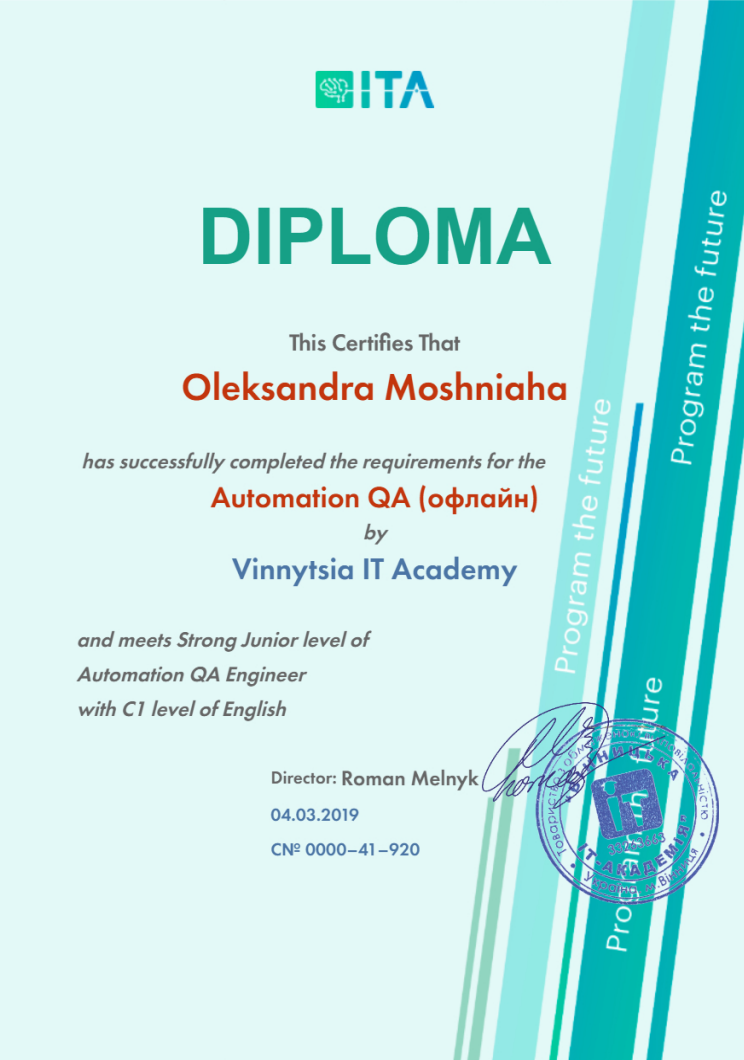 ITA
DIPLOMA
This Certifies That
Oleksandra Moshniaha
has successfully completed the requirements for the
Automation QA (офлайн)
by
Vinnytsia IT Academy
and meets Strong Junior level of
Automation QA Engineer
with C1 level of English
Director: Roman Melnyk
04.03.2019
CNº 0000–41–920
Program the future
Program the future
Program the future
"ВІННИЦЬКА
ІТ-АКАДЕМІЯ"
Україна, м.Вінниця